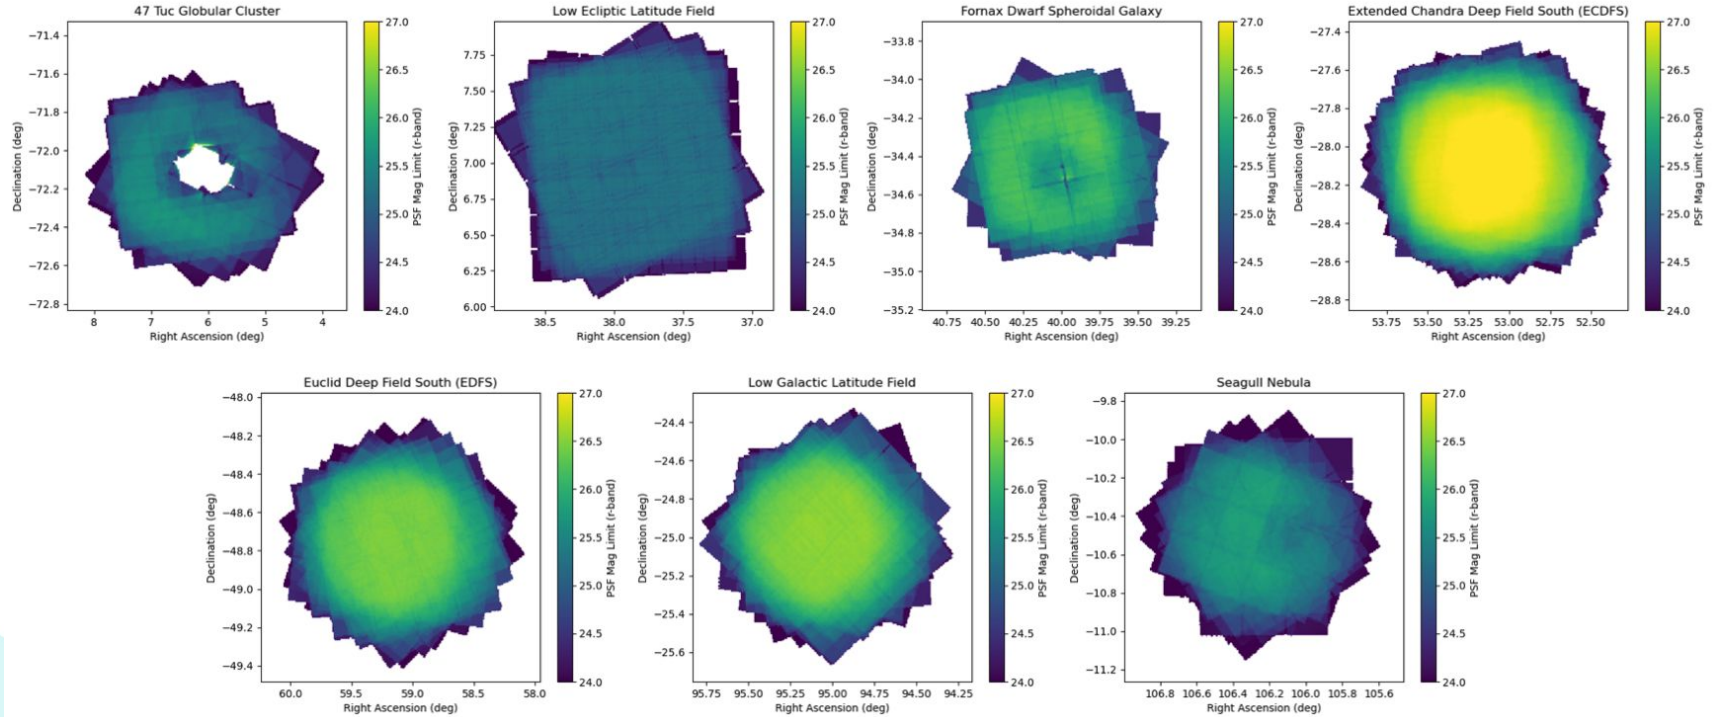 47 Tuc Globular Cluster
−71.4
−71.6
−71.8
−72.0
−72.2
−72.4
−72.6
−72.8
Declination (deg)
8 7 6 5 4
Right Ascension (deg)
27.0
26.5
26.0
25.5
25.0
24.5
24.0
PSF Mag Limit (r-band)
Low Ecliptic Latitude Field
7.75
7.50
7.25
7.00
6.75
6.50
6.25
6.00
Declination (deg)
38.5 38.0 37.5 37.0
Right Ascension (deg)
27.0
26.5
26.0
25.5
25.0
24.5
24.0
PSF Mag Limit (r-band)
Fornax Dwarf Spheroidal Galaxy
−33.8
−34.0
−34.2
−34.4
−34.6
−34.8
−35.0
−35.2
Declination (deg)
40.75 40.50 40.25 40.00 39.75 39.50 39.25
Right Ascension (deg)
27.0
26.5
26.0
25.5
25.0
24.5
24.0
PSF Mag Limit (r-band)
Extended Chandra Deep Field South (ECDFS)
−27.4
−27.6
−27.8
−28.0
−28.2
−28.4
−28.6
−28.8
Declination (deg)
53.75 53.50 53.25 53.00 52.75 52.50
Right Ascension (deg)
27.0
26.5
26.0
25.5
25.0
24.5
24.0
PSF Mag Limit (r-band)
Euclid Deep Field South (EDFS)
−48.0
−48.2
−48.4
−48.6
−48.8
−49.0
−49.2
−49.4
Declination (deg)
60.0 59.5 59.0 58.5 58.0
Right Ascension (deg)
27.0
26.5
26.0
25.5
25.0
24.5
24.0
PSF Mag Limit (r-band)
Low Galactic Latitude Field
−24.4
−24.6
−24.8
−25.0
−25.2
−25.4
−25.6
Declination (deg)
95.75 95.50 95.25 95.00 94.75 94.50 94.25
Right Ascension (deg)
27.0
26.5
26.0
25.5
25.0
24.5
24.0
PSF Mag Limit (r-band)
Seagull Nebula
−9.8
−10.0
−10.2
−10.4
−10.6
−10.8
−11.0
−11.2
Declination (deg)
106.8 106.6 106.4 106.2 106.0 105.8 105.6
Right Ascension (deg)
27.0
26.5
26.0
25.5
25.0
24.5
24.0
PSF Mag Limit (r-band)